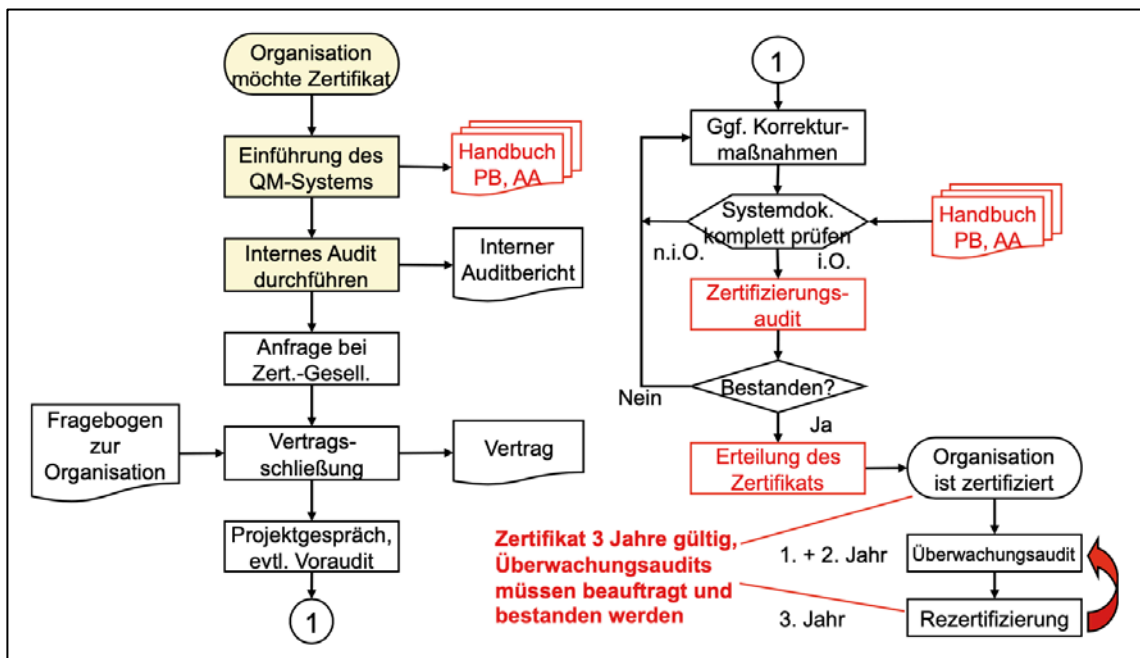 Organisation
möchte Zertifikat
Einführung des
QM-Systems
Handbuch
PB, AA
Internes Audit
durchführen
Interner
Auditbericht
Anfrage bei
Zert.-Gesell.
Fragebogen
zur
Organisation
Vertrags-
schließung
Vertrag
Projektgespräch,
evtl. Voraudit
1
1
Ggf. Korrektur-
maßnahmen
Systemdok.
komplett prüfen
Handbuch
PB, AA
n.i.O.
i.O.
Zertifizierungs-
audit
Bestanden?
Nein
Ja
Erteilung des
Zertifikats
Organisation
ist zertifiziert
Zertifikat 3 Jahre gültig,
Überwachungsaudits
müssen beauftragt und
bestanden werden
1. + 2. Jahr
Überwachungsaudit
3. Jahr
Rezertifizierung